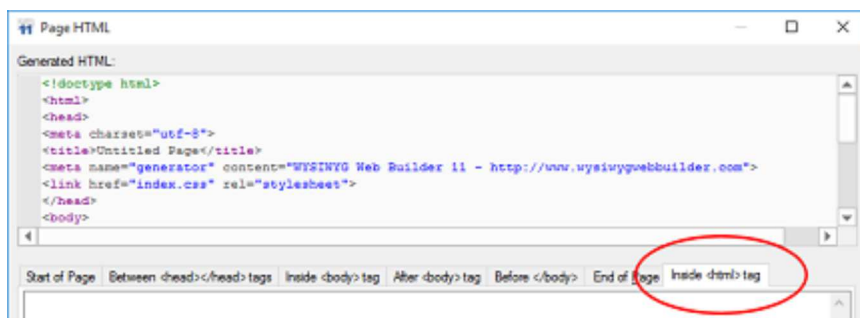 Page HTML
Generated HTML:
<!doctype html>
<html>
<head>
<meta charset="utf-8">
<title>Untitled Page</title>
<meta name="generator" content="WYSIWYG Web Builder 11 - http://www.wysiwygwebbuilder.com">
<link href="index.css" rel="stylesheet">
</head>
<body>
Start of Page Between <head></head> tags Inside <body> tag After <body> tag Before </body> End of Page Inside <html> tag